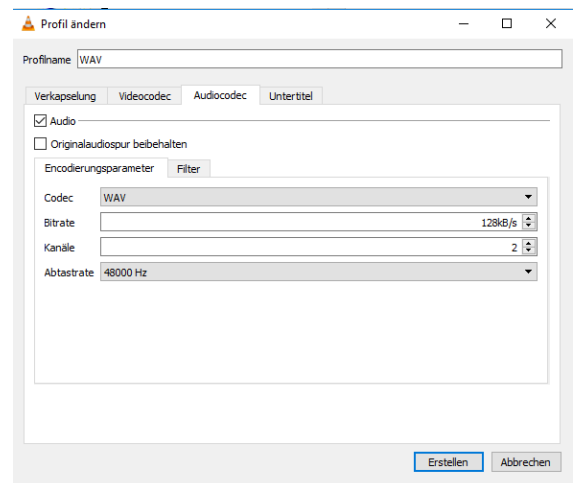 Profil ändern
Profilname WAV
Verkapselung Videocodec Audiocodec Untertitel
Audio
Originalaudiospur beibehalten
Encodierungsparameter Filter
Codec WAV
Bitrate 128kB/s
Kanäle 2
Abtastrate 48000 Hz
Erstellen Abbrechen